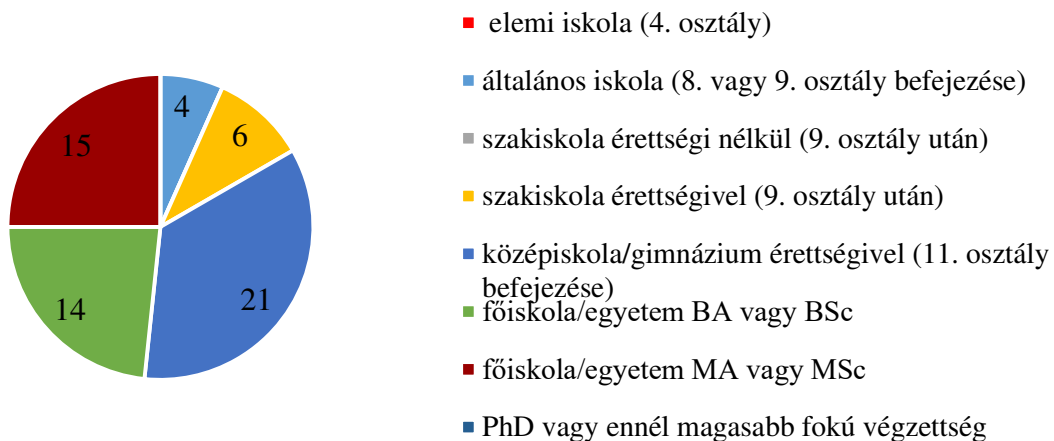 4
6
21
14
15
elemi iskola (4. osztály)
általános iskola (8. vagy 9. osztály befejezése)
szakiskola érettségi nélkül (9. osztály után)
szakiskola érettségivel (9. osztály után)
középiskola/gimnázium érettségivel (11. osztály
befejezése)
főiskola/egyetem BA vagy BSc
főiskola/egyetem MA vagy MSc
PhD vagy ennél magasabb fokú végzettség